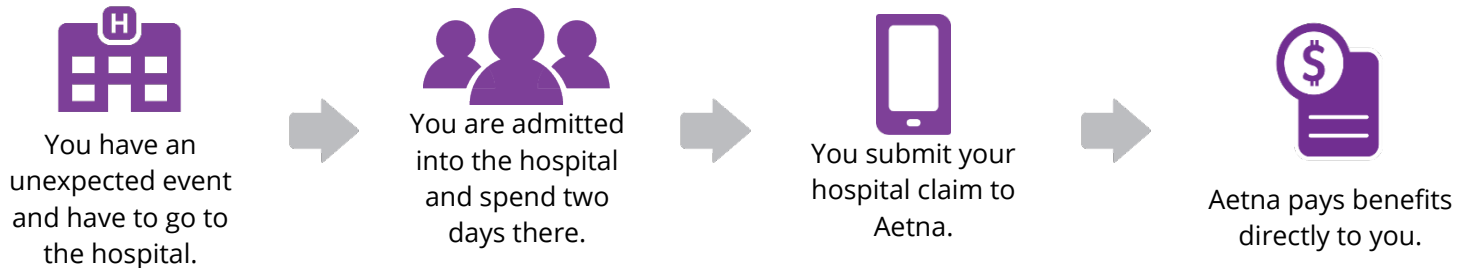 H
You have an
unexpected event
and have to go to
the hospital.
You are admitted
into the hospital
and spend two
days there.
You submit your
hospital claim to
Aetna.
$
Aetna pays benefits
directly to you.